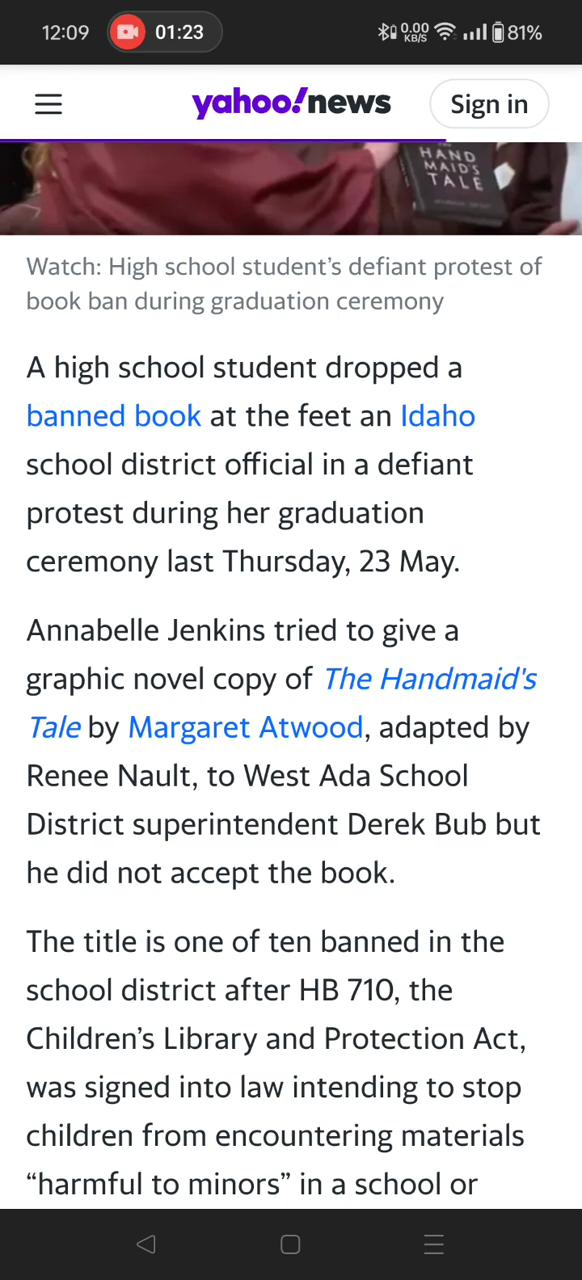 12:09 01:23 0.00 KB/S 81%
yahoo!news Sign in
HAND
MAID'S
TALE
Watch: High school student’s defiant protest of
book ban during graduation ceremony
A high school student dropped a
banned book at the feet an Idaho
school district official in a defiant
protest during her graduation
ceremony last Thursday, 23 May.
Annabelle Jenkins tried to give a
graphic novel copy of The Handmaid's
Tale by Margaret Atwood, adapted by
Renee Nault, to West Ada School
District superintendent Derek Bub but
he did not accept the book.
The title is one of ten banned in the
school district after HB 710, the
Children’s Library and Protection Act,
was signed into law intending to stop
children from encountering materials
“harmful to minors” in a school or